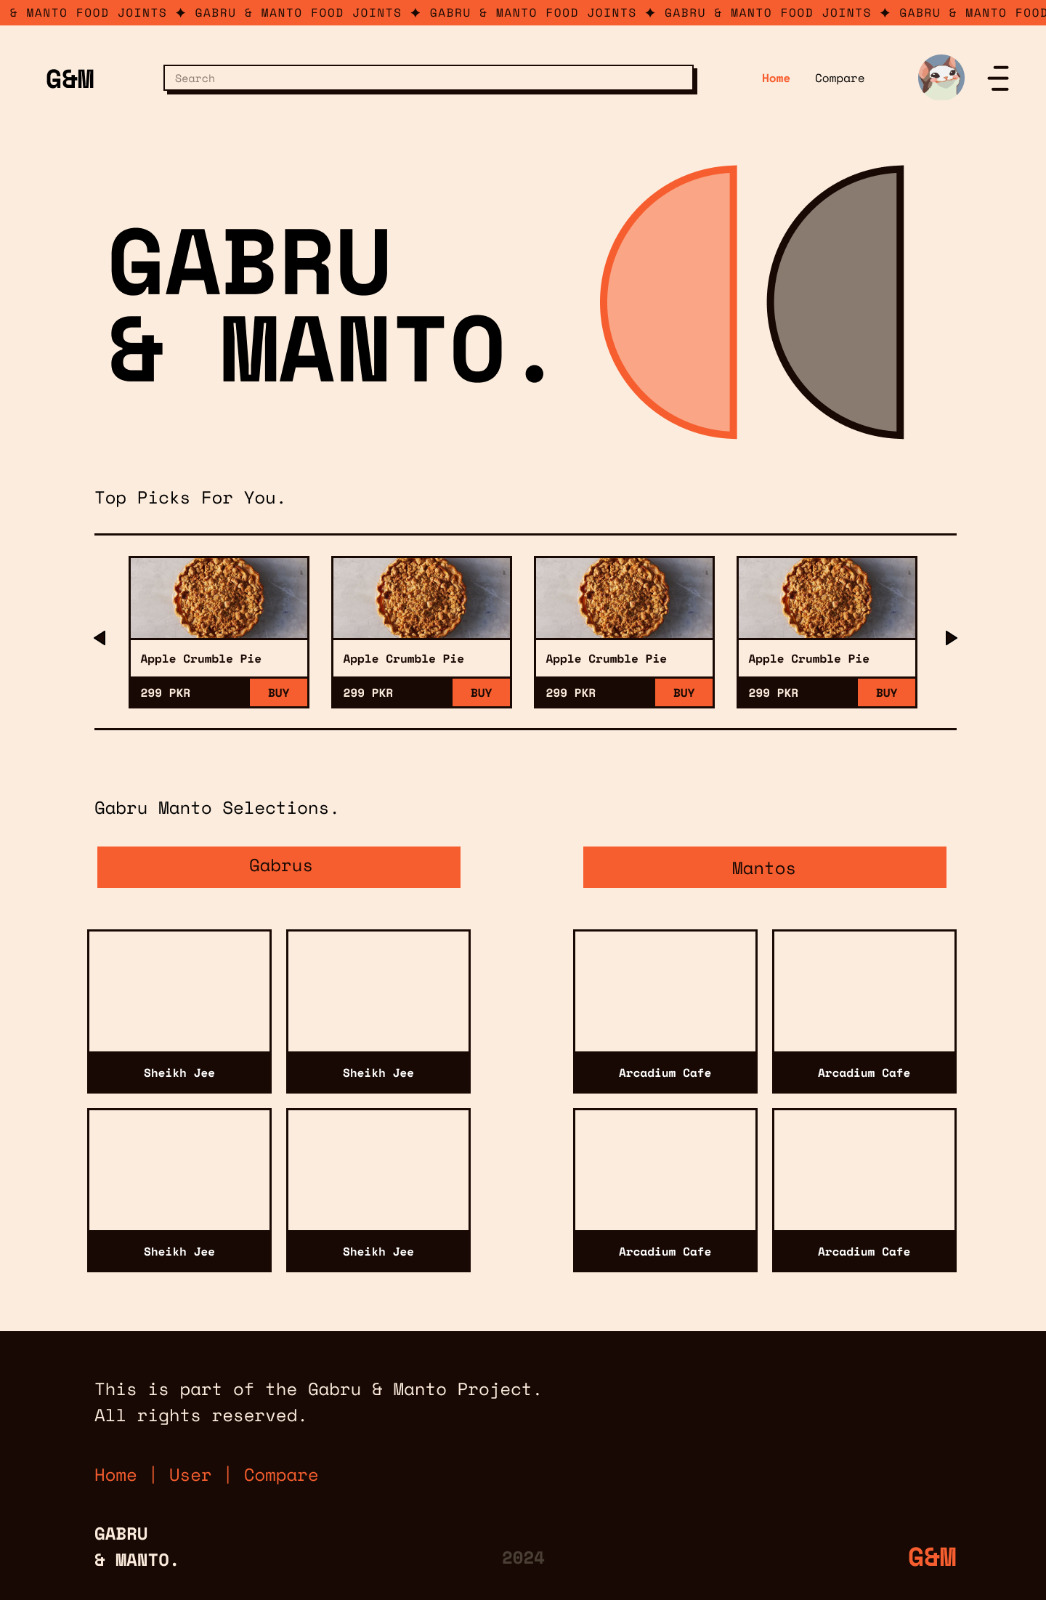 & MANTO FOOD JOINTS ✦ GABRU & MANTO FOOD JOINTS ✦ GABRU & MANTO FOOD JOINTS ✦ GABRU & MANTO FOOD JOINTS ✦ GABRU & MANTO FOOD
G&M
Search
Home
Compare
GABRU
& MANTO.
Top Picks For You.
Apple Crumble Pie
Apple Crumble Pie
Apple Crumble Pie
Apple Crumble Pie
299 PKR
BUY
299 PKR
BUY
299 PKR
BUY
299 PKR
BUY
Gabru Manto Selections.
Gabrus
Mantos
Sheikh Jee
Sheikh Jee
Arcadium Cafe
Arcadium Cafe
Sheikh Jee
Sheikh Jee
Arcadium Cafe
Arcadium Cafe
This is part of the Gabru & Manto Project.
All rights reserved.
Home | User | Compare
GABRU
& MANTO.
2024
G&M